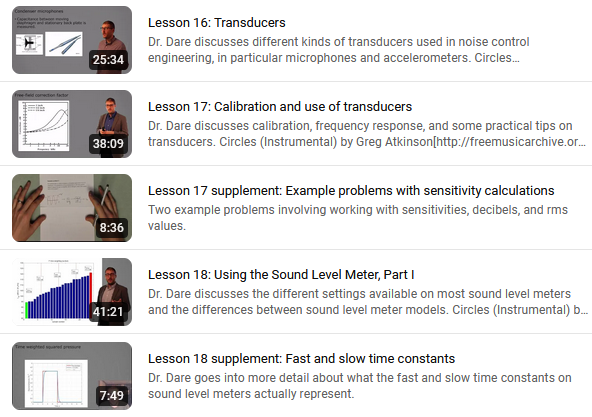 Condenser microphones
25:34
Lesson 16: Transducers
Dr. Dare discusses different kinds of transducers used in noise control
engineering, in particular microphones and accelerometers. Circles...
Free-field correction factor
38:09
Lesson 17: Calibration and use of transducers
Dr. Dare discusses calibration, frequency response, and some practical tips on
transducers. Circles (Instrumental) by Greg Atkinson[http://freemusicarchive.or...
8:36
Lesson 17 supplement: Example problems with sensitivity calculations
Two example problems involving working with sensitivities, decibels, and rms
values.
41:21
Lesson 18: Using the Sound Level Meter, Part I
Dr. Dare discusses the different settings available on most sound level meters
and the differences between sound level meter models. Circles (Instrumental) b...
Time weighted squared pressure
7:49
Lesson 18 supplement: Fast and slow time constants
Dr. Dare goes into more detail about what the fast and slow time constants on
sound level meters actually represent.